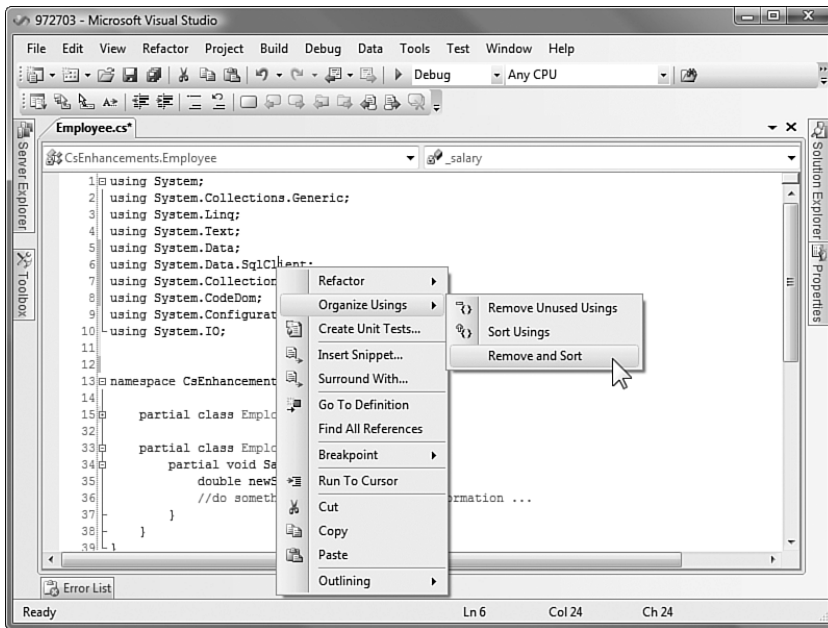 972703 - Microsoft Visual Studio
File Edit View Refactor Project Build Debug Data Tools Test Window Help
Debug Any CPU
Employee.cs*
CsEnhancements.Employee _salary
Server Explorer
Toolbox
Solution Explorer
Properties
1 using System;
2 using System.Collections.Generic;
3 using System.Linq;
4 using System.Text;
5 using System.Data;
6 using System.Data.SqlClient;
7 using System.Collection
8 using System.CodeDom;
9 using System.Configurat
10 using System.IO;
11
12
13 namespace CsEnhancement
14
15 partial class Emplo
32
33 partial class Emplo
34 partial void Sa
35 double newS
36 //do someth ormation ...
37 }
38 }
39 }
Refactor
Organize Usings
Create Unit Tests...
Insert Snippet...
Surround With...
Go To Definition
Find All References
Breakpoint
Run To Cursor
Cut
Copy
Paste
Outlining
Remove Unused Usings
Sort Usings
Remove and Sort
Error List
Ready Ln 6 Col 24 Ch 24